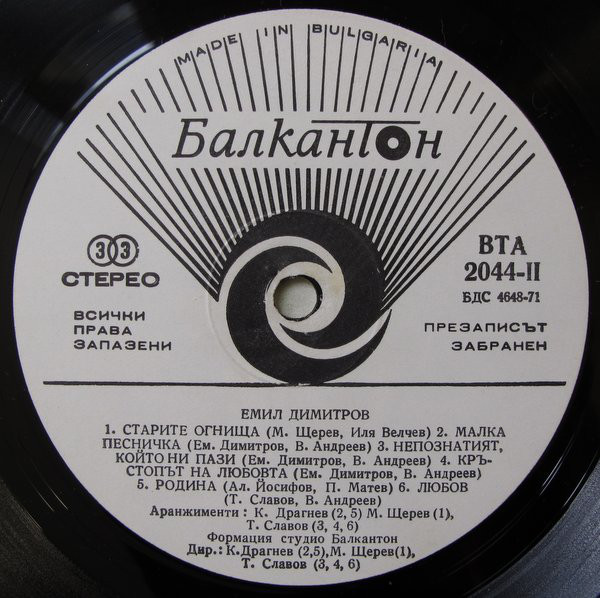 MADE IN BULGARIA
Балкантон
33
СТЕРЕО
ВСИЧКИ
ПРАВА
ЗАПАЗЕНИ
ВТА
2044-II
БДС 4648-71
ПРЕЗАПИСЪТ
ЗАБРАНЕН
ЕМИЛ ДИМИТРОВ
1. СТАРИТЕ ОГНИЩА (М. Щерев, Иля Велчев) 2. МАЛКА
ПЕСНИЧКА (Ем. Димитров, В. Андреев) 3. НЕПОЗНАТИЯТ,
КОЙТО НИ ПАЗИ (Ем. Димитров, В. Андреев) 4. КРЪ-
СТОПЪТ НА ЛЮБОВТА (Ем. Димитров, В. Андреев)
5. РОДИНА (Ал. Йосифов, П. Матев) 6. ЛЮБОВ
(Т. Славов, В. Андреев)
Аранжименти : К. Драгнев (2, 5) М. Щерев (1),
Т. Славов (3, 4, 6)
Формация студио Балкантон
Дир.: К.Драгнев (2,5),М. Щерев(1),
Т. Славов (3, 4, 6)